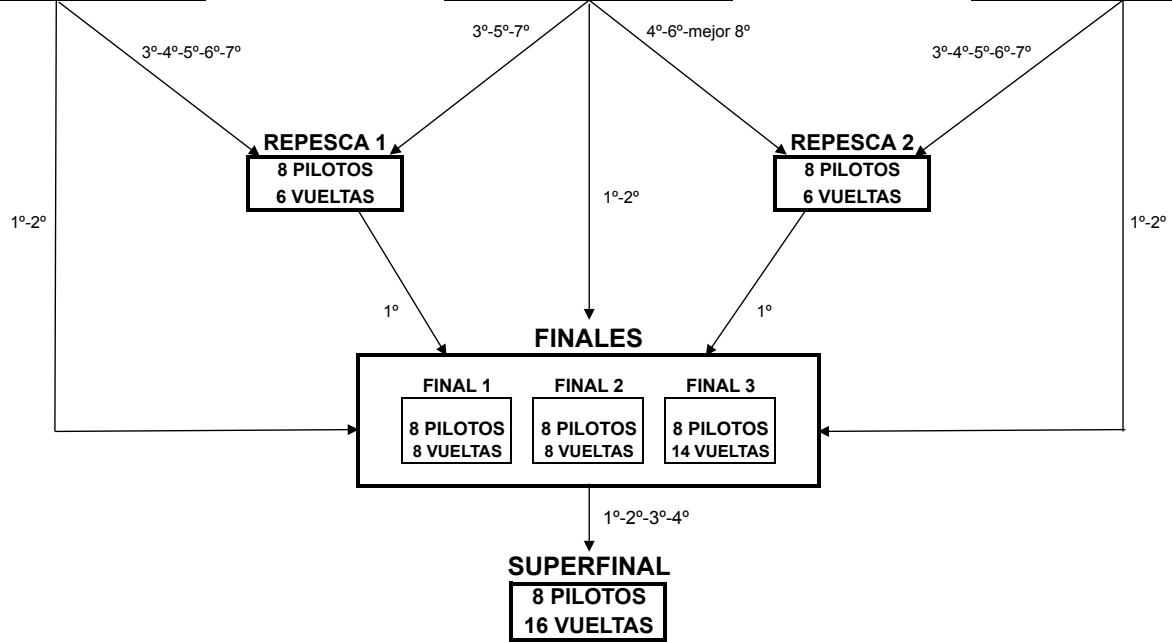 3º-4º-5º-6º-7º
3º-5º-7º
4º-6º-mejor 8º
3º-4º-5º-6º-7º
REPESCA 1
8 PILOTOS
6 VUELTAS
REPESCA 2
8 PILOTOS
6 VUELTAS
1º-2º
1º-2º
1º-2º
1º
1º
FINALES
FINAL 1
8 PILOTOS
8 VUELTAS
FINAL 2
8 PILOTOS
8 VUELTAS
FINAL 3
8 PILOTOS
14 VUELTAS
1º-2º-3º-4º
SUPERFINAL
8 PILOTOS
16 VUELTAS